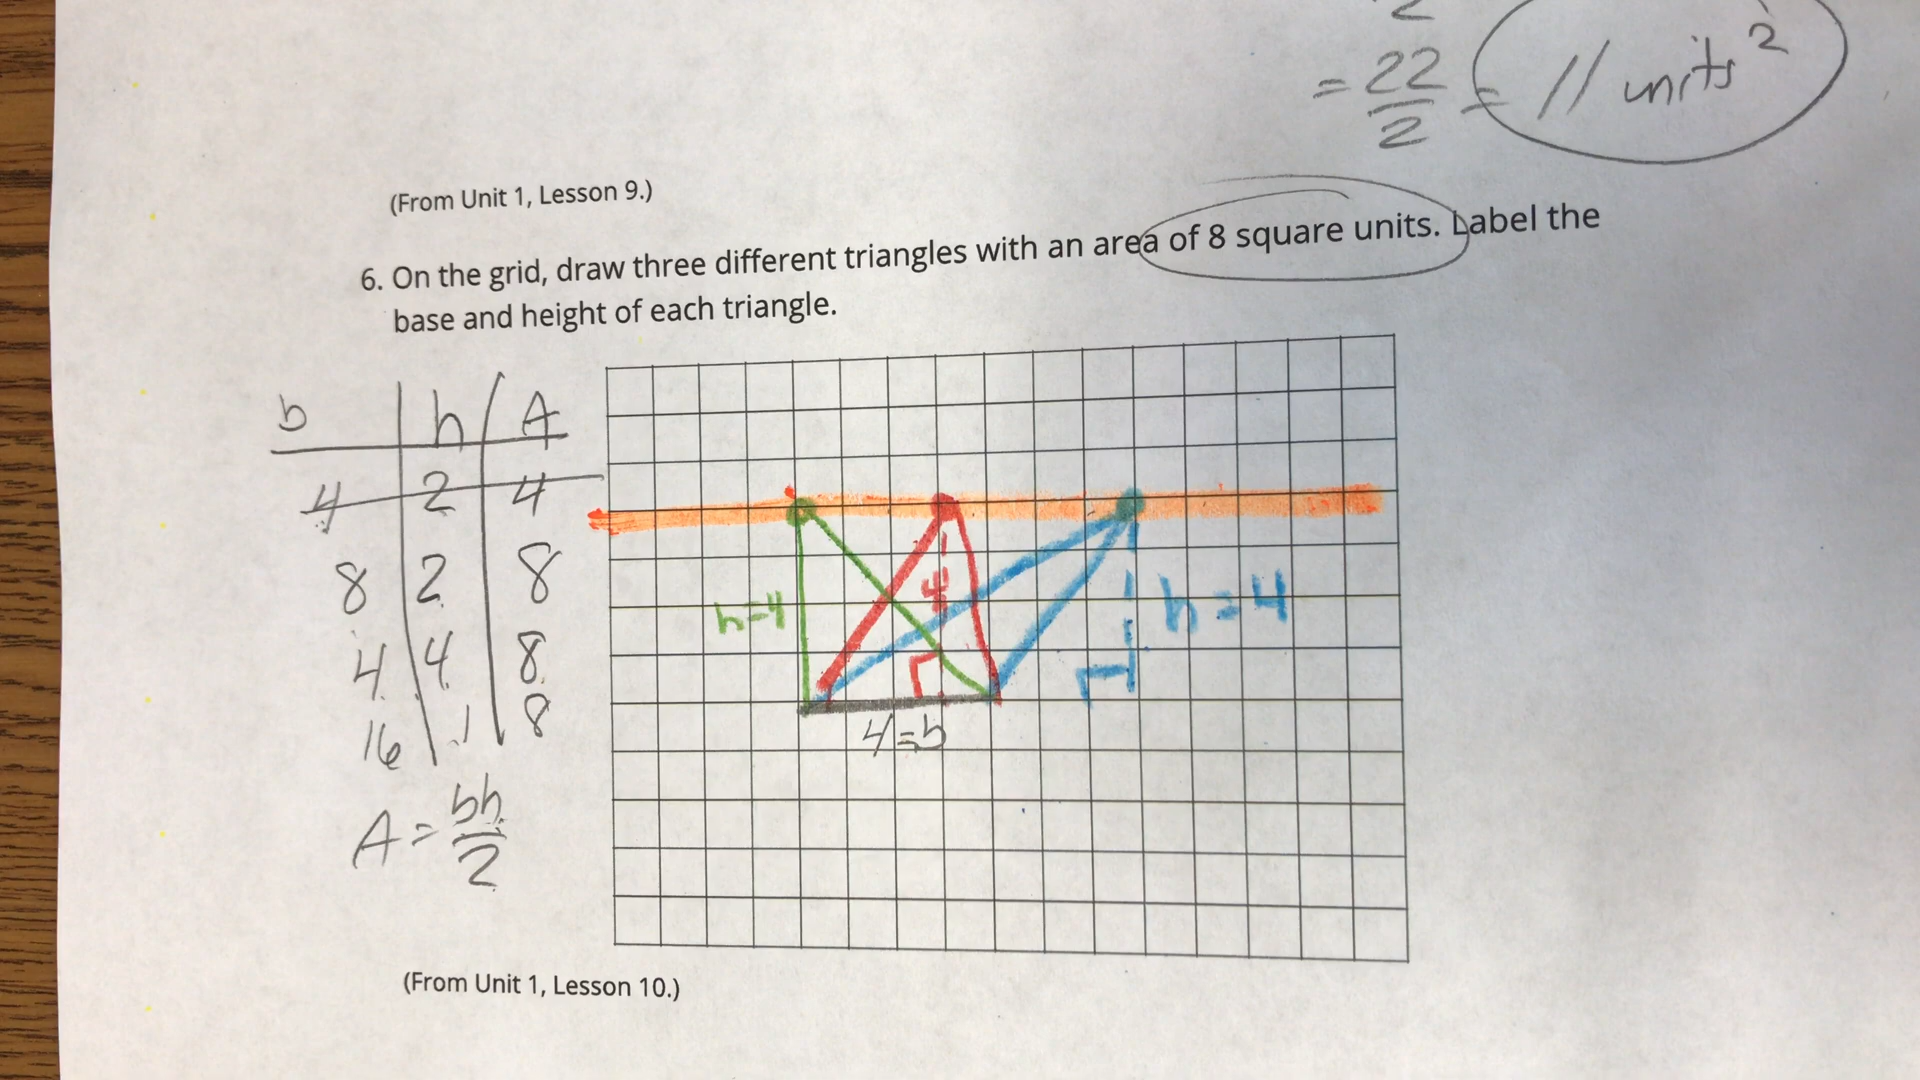 = 22/2 = 11 units²
(From Unit 1, Lesson 9.)
6. On the grid, draw three different triangles with an area of 8 square units. Label the
base and height of each triangle.
b h A
4 2 4
8 2 8
4 4 8
16 1 8
A = bh/2
h=4
4
h=4
4=b
(From Unit 1, Lesson 10.)